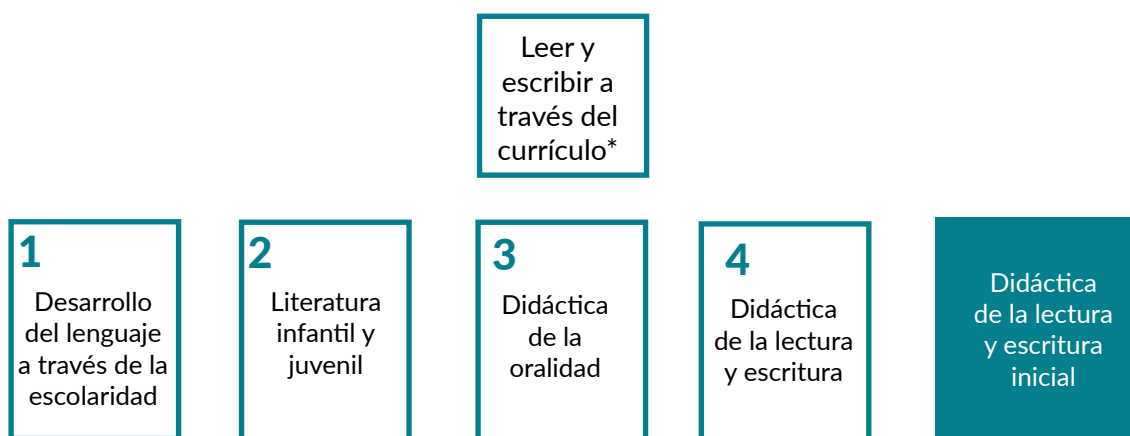 Leer y
escribir a
través del
currículo*
1
Desarrollo
del lenguaje
a través de la
escolaridad
2
Literatura
infantil y
juvenil
3
Didáctica
de la
oralidad
4
Didáctica
de la lectura
y escritura
Didáctica
de la lectura
y escritura
inicial